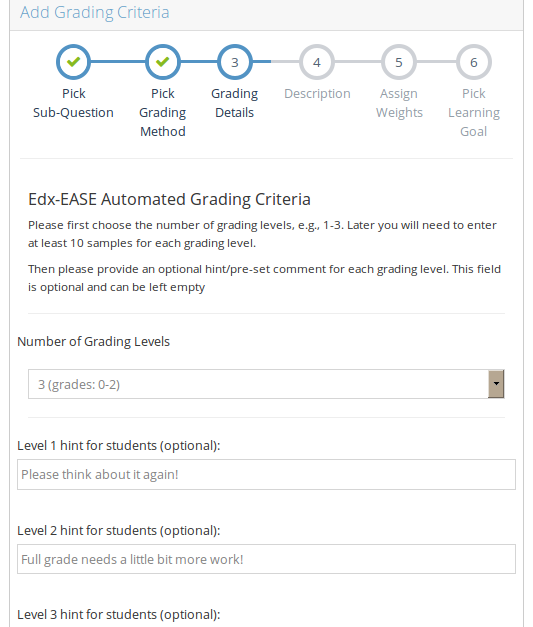 Add Grading Criteria
3 4 5 6
Pick Sub-Question
Pick Grading Method
Grading Details
Description
Assign Weights
Pick Learning Goal
Edx-EASE Automated Grading Criteria
Please first choose the number of grading levels, e.g., 1-3. Later you will need to enter
at least 10 samples for each grading level.
Then please provide an optional hint/pre-set comment for each grading level. This field
is optional and can be left empty
Number of Grading Levels
3 (grades: 0-2)
Level 1 hint for students (optional):
Please think about it again!
Level 2 hint for students (optional):
Full grade needs a little bit more work!
Level 3 hint for students (optional):